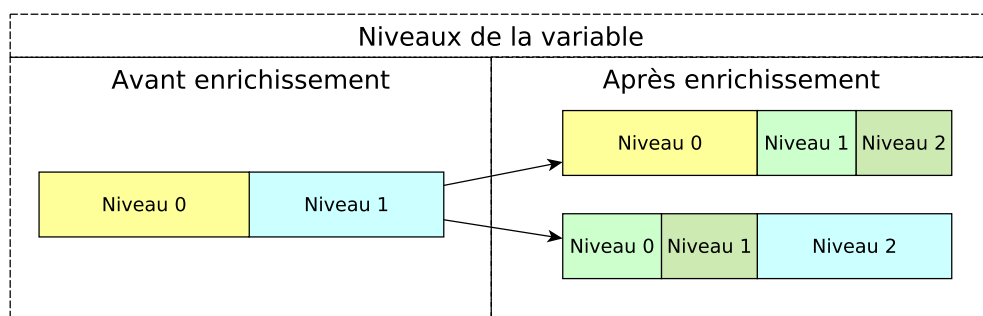 Niveaux de la variable
Avant enrichissement
Après enrichissement
Niveau 0 Niveau 1
Niveau 0 Niveau 1 Niveau 2
Niveau 0 Niveau 1 Niveau 2